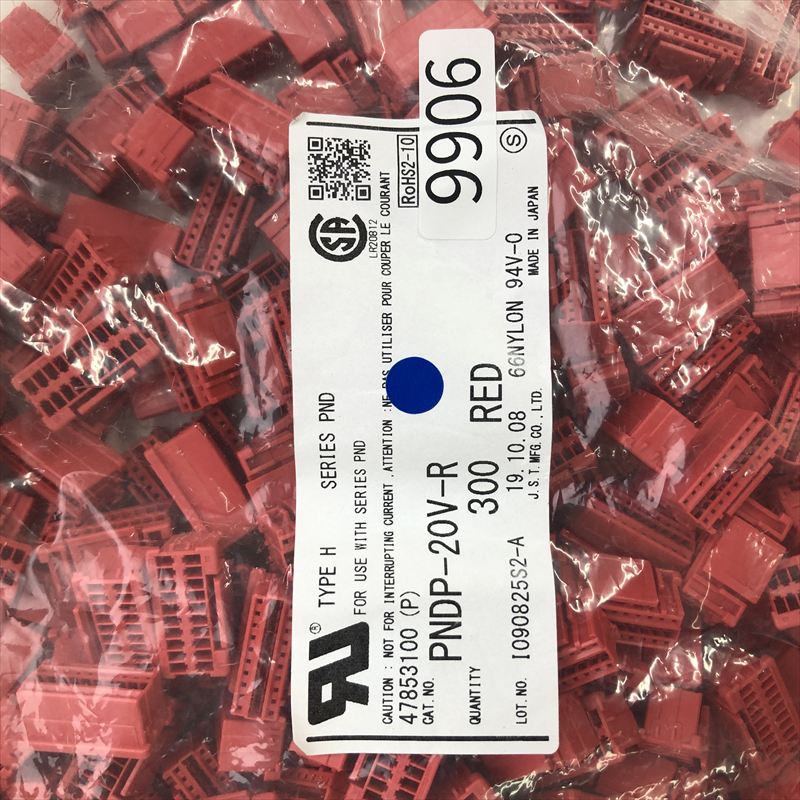 9906
TYPE H SERIES PND RoHS2-10
FOR USE WITH SERIES PND LR20812
CAUTION : NOT FOR INTERRUPTING CURRENT ,ATTENTION :NE PAS UTILISER POUR COUPER LE COURANT
47853100 (P)
CAT.NO. PNDP-20V-R
QUANTITY 300 RED
LOT.NO. I090825S2-A 19.10.08 66NYLON 94V-0
J.S.T.MFG.CO.,LTD. MADE IN JAPAN
S